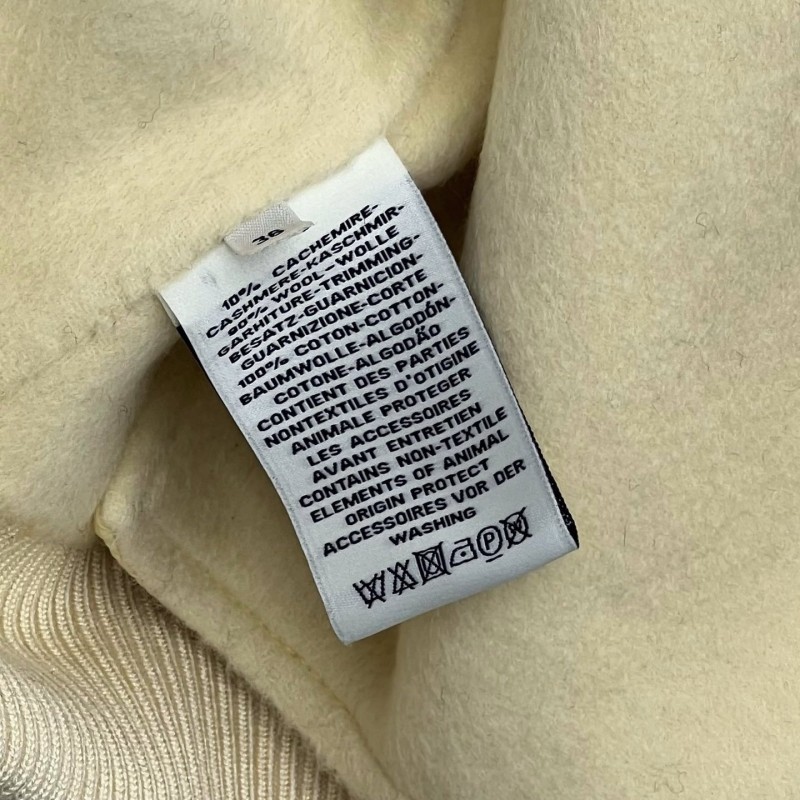 38
10% CACHEMIRE-
CASHMERE-KASCHMIR-
90% WOOL-WOLLE
GARHITURE-TRIMMING-
BESATZ-GUARNICION-
GUARNIZIONE-CORTE
100% COTON-COTTON-
BAUMWOLLE-ALGODÓN-
COTONE-ALGODÃO
CONTIENT DES PARTIES
NONTEXTILES D'OTIGINE
ANIMALE PROTEGER
LES ACCESSOIRES
AVANT ENTRETIEN
CONTAINS NON-TEXTILE
ELEMENTS OF ANIMAL
ORIGIN PROTECT
ACCESSOIRES VOR DER
WASHING
P